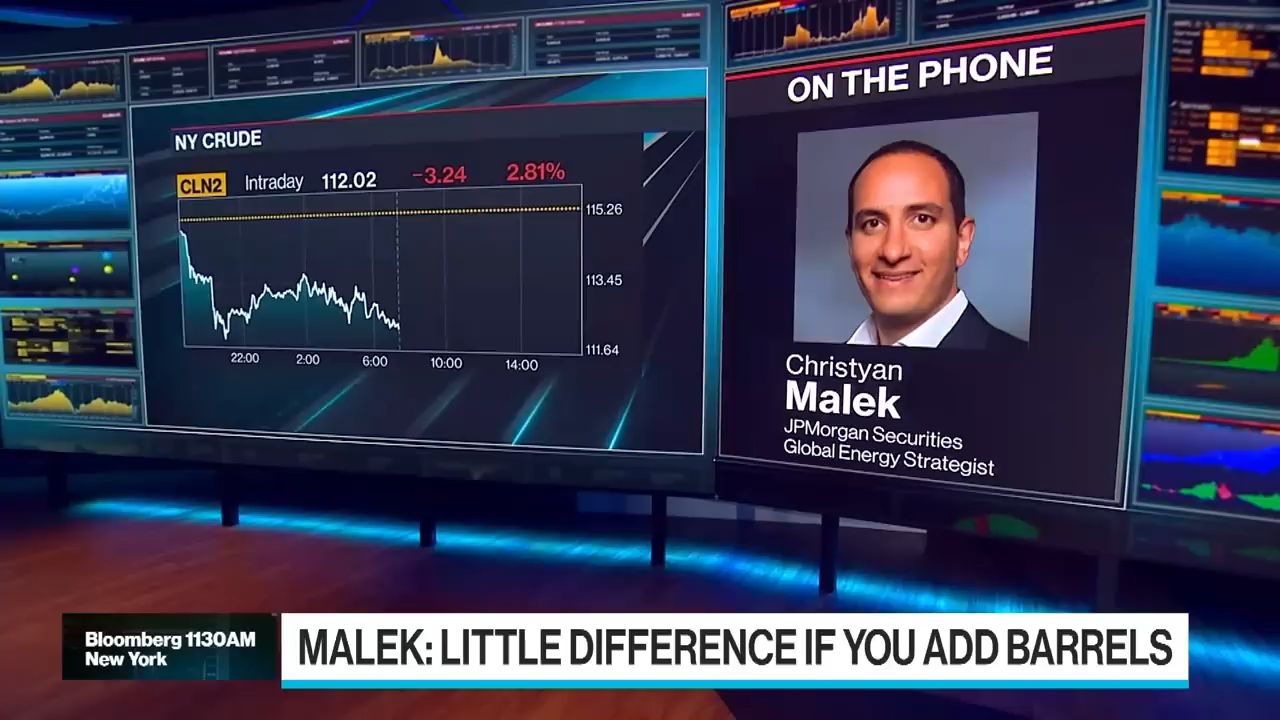 NY CRUDE
CLN2 Intraday 112.02 −3.24 2.81%
115.26
113.45
111.64
22:00 2:00 6:00 10:00 14:00
ON THE PHONE
Christyan
Malek
JPMorgan Securities
Global Energy Strategist
Bloomberg 1130AM
New York
MALEK: LITTLE DIFFERENCE IF YOU ADD BARRELS